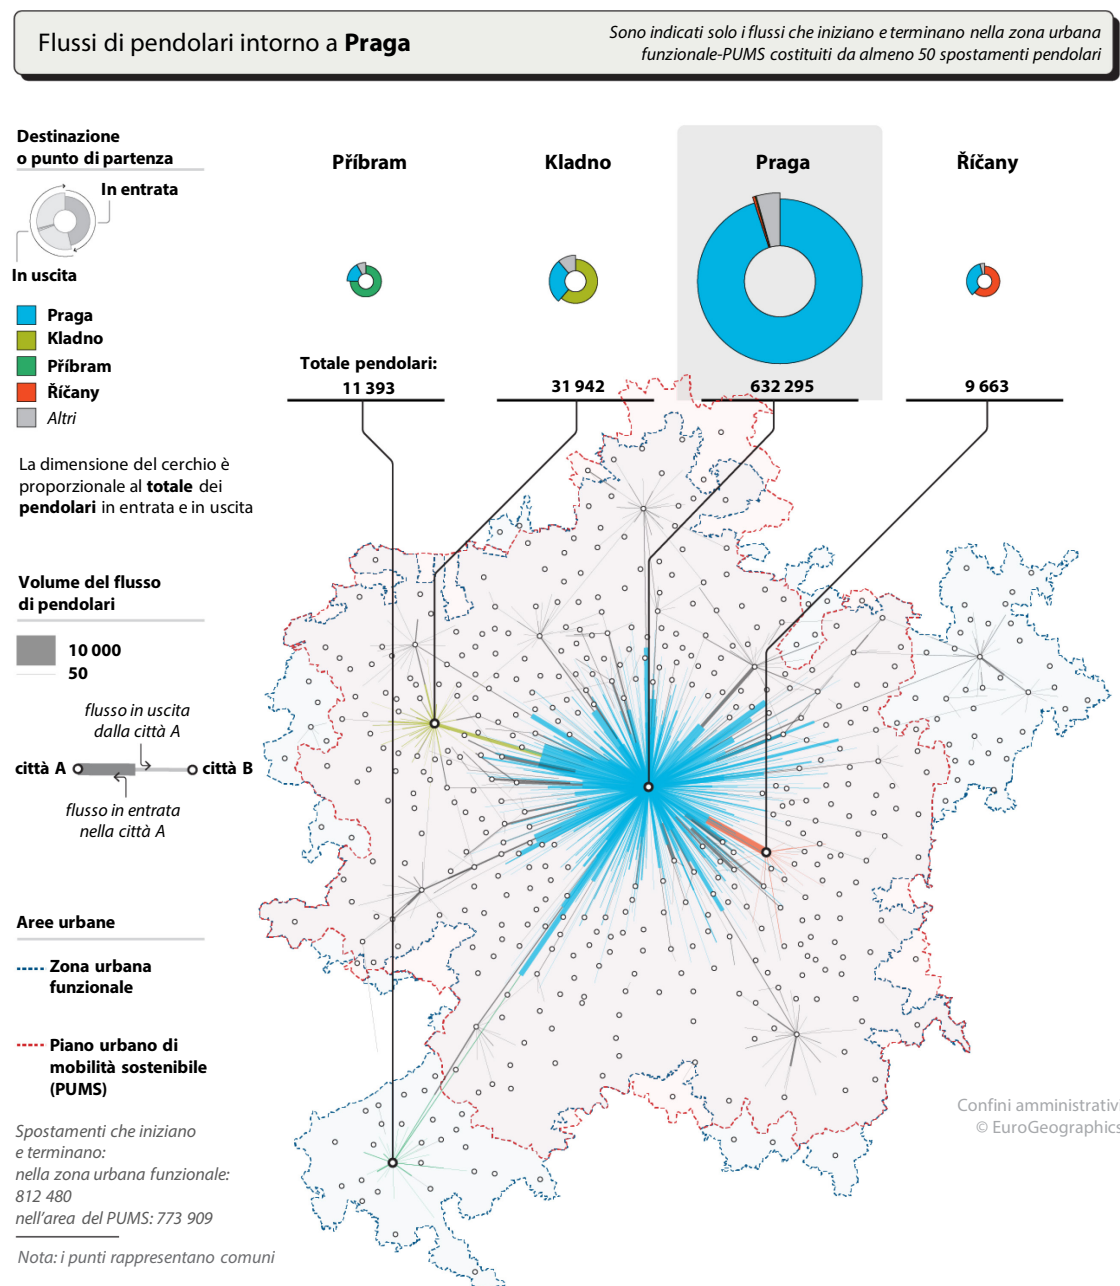 Flussi di pendolari intorno a Praga
Sono indicati solo i flussi che iniziano e terminano nella zona urbana
funzionale-PUMS costituiti da almeno 50 spostamenti pendolari
Destinazione
o punto di partenza
In entrata
In uscita
Praga
Kladno
Příbram
Říčany
Altri
La dimensione del cerchio è
proporzionale al totale dei
pendolari in entrata e in uscita
Příbram
Kladno
Praga
Říčany
Totale pendolari:
11 393
31 942
632 295
9 663
Volume del flusso
di pendolari
10 000
50
flusso in uscita
dalla città A
città A
città B
flusso in entrata
nella città A
Aree urbane
Zona urbana
funzionale
Piano urbano di
mobilità sostenibile
(PUMS)
Spostamenti che iniziano
e terminano:
nella zona urbana funzionale:
812 480
nell'area del PUMS: 773 909
Nota: i punti rappresentano comuni
Confini amministrativi
© EuroGeographics